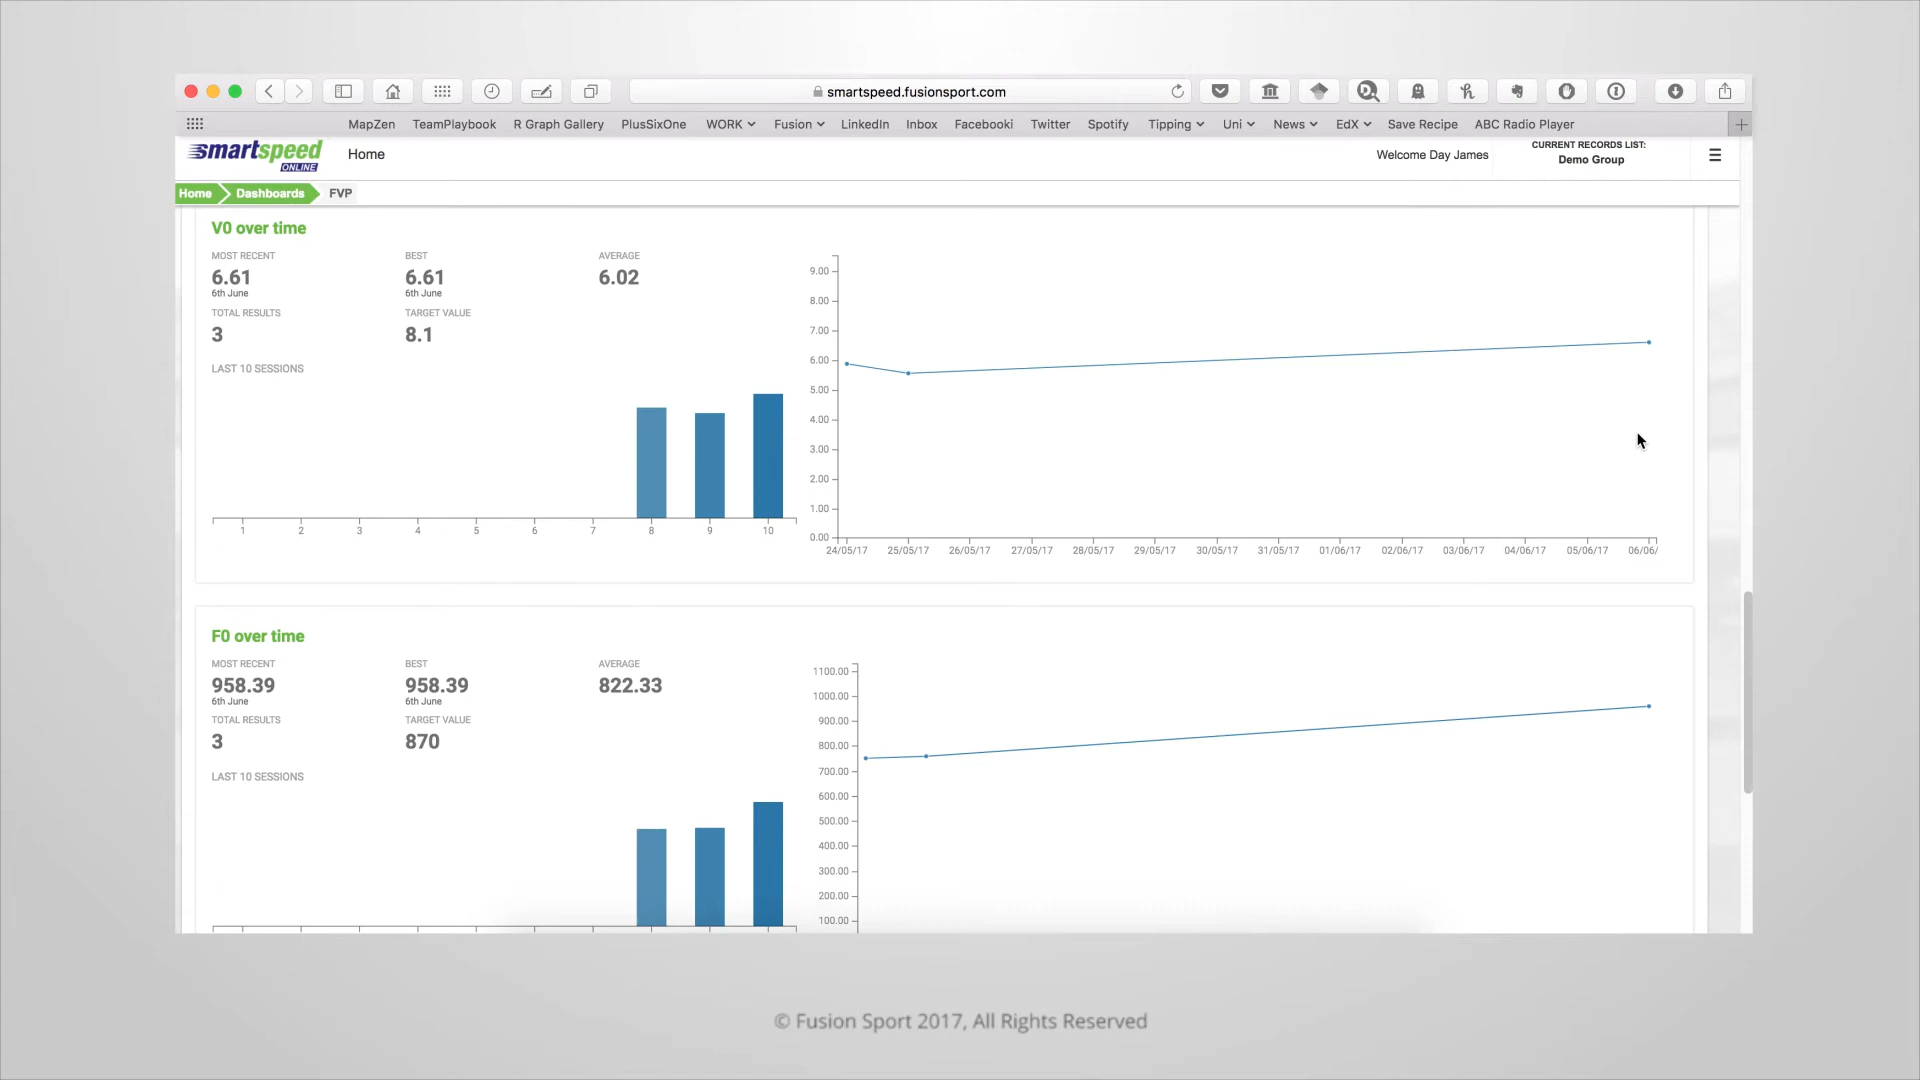 smartspeed.fusionsport.com
MapZen TeamPlaybook R Graph Gallery PlusSixOne WORK Fusion LinkedIn Inbox Facebooki Twitter Spotify Tipping Uni News EdX Save Recipe ABC Radio Player
smartspeed ONLINE
Home
Welcome Day James
CURRENT RECORDS LIST:
Demo Group
Home Dashboards FVP
V0 over time
MOST RECENT BEST AVERAGE
6.61 6.61 6.02
6th June 6th June
TOTAL RESULTS TARGET VALUE
3 8.1
LAST 10 SESSIONS
1 2 3 4 5 6 7 8 9 10
9.00
8.00
7.00
6.00
5.00
4.00
3.00
2.00
1.00
0.00
24/05/17 25/05/17 26/05/17 27/05/17 28/05/17 29/05/17 30/05/17 31/05/17 01/06/17 02/06/17 03/06/17 04/06/17 05/06/17 06/06/
F0 over time
MOST RECENT BEST AVERAGE
958.39 958.39 822.33
6th June 6th June
TOTAL RESULTS TARGET VALUE
3 870
LAST 10 SESSIONS
1100.00
1000.00
900.00
800.00
700.00
600.00
500.00
400.00
300.00
200.00
100.00
© Fusion Sport 2017, All Rights Reserved